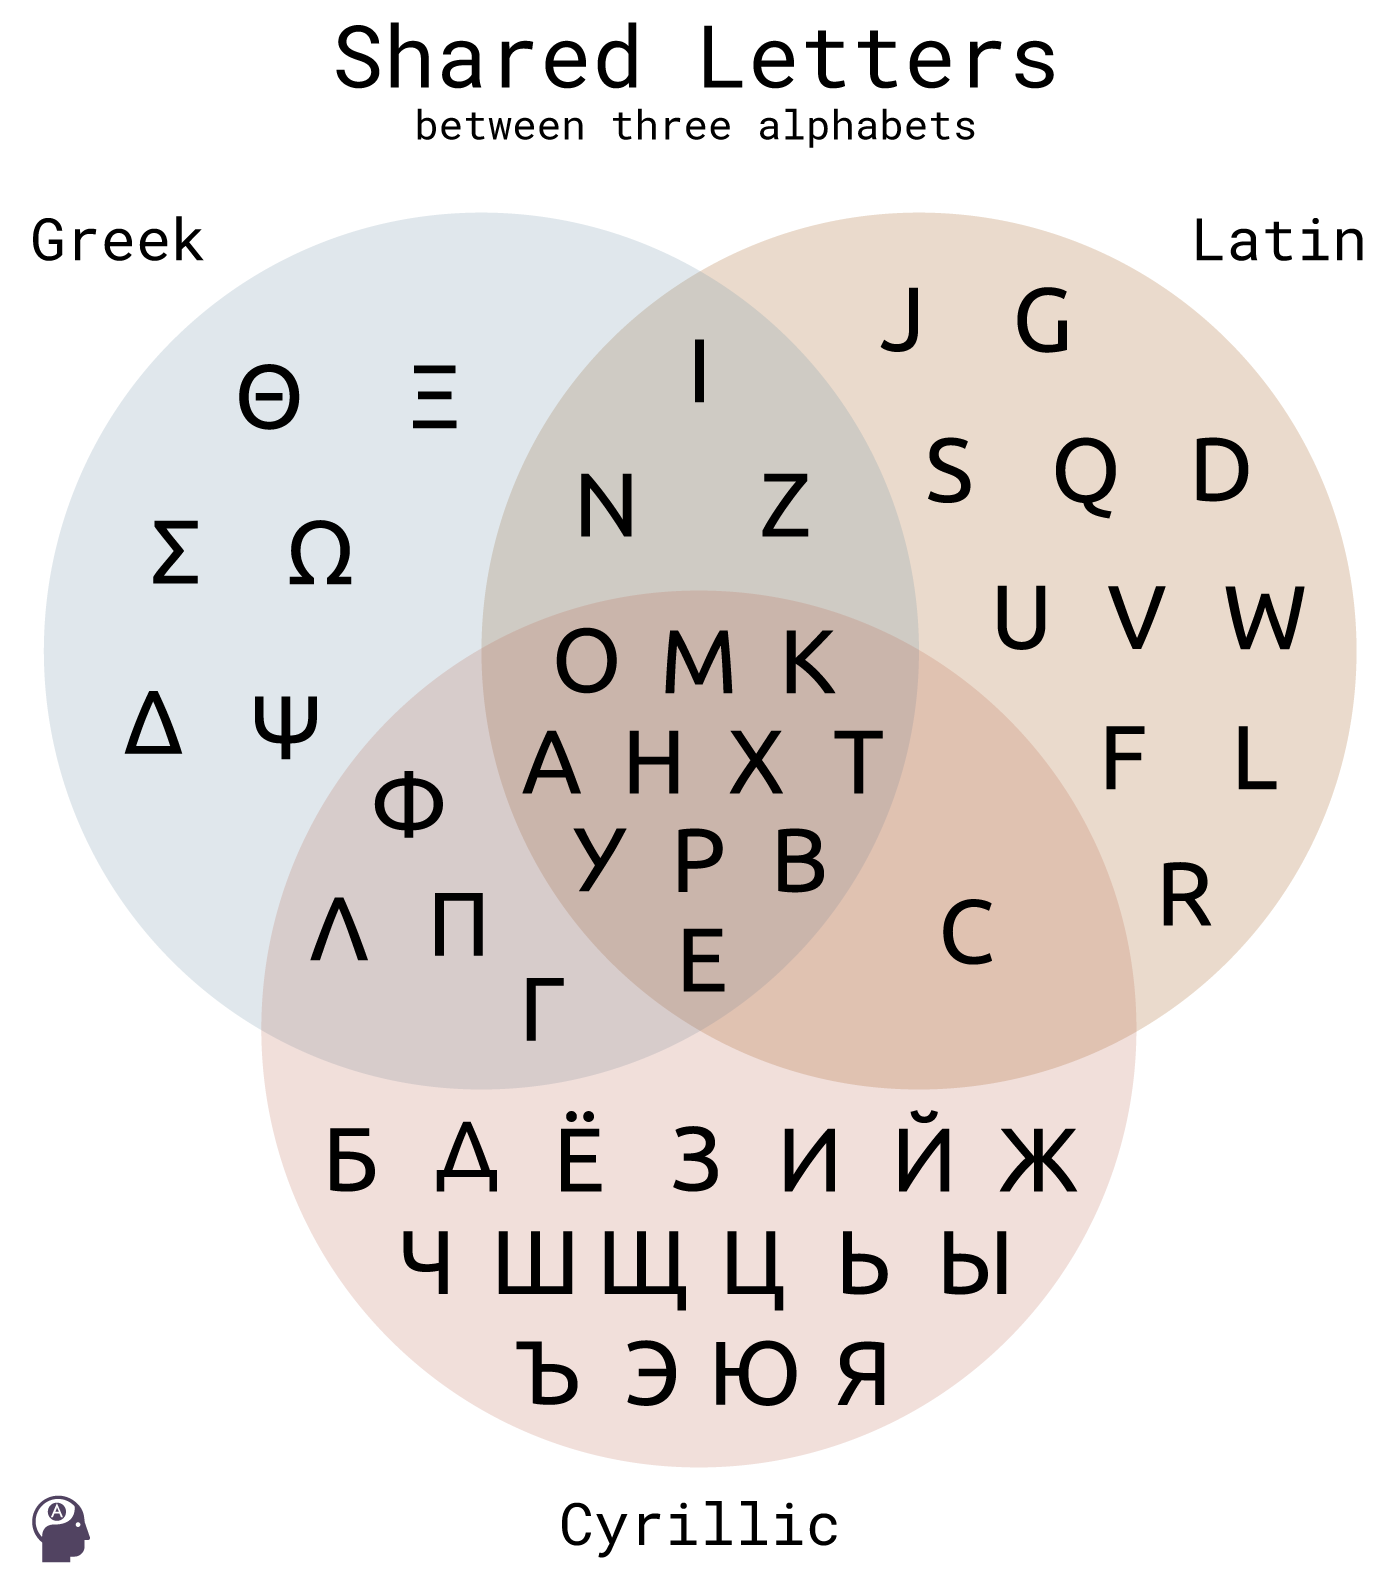 Shared Letters
between three alphabets
Greek
Latin
J G
I
Θ Ξ
S Q D
N Z
Σ Ω
U V W
O M K
Δ Ψ
A H X T
F L
Φ
У P B
R
Λ Π
C
E
Г
Б Д Ё З И Й Ж
Ч Ш Щ Ц Ь Ы
Ъ Э Ю Я
A
Cyrillic